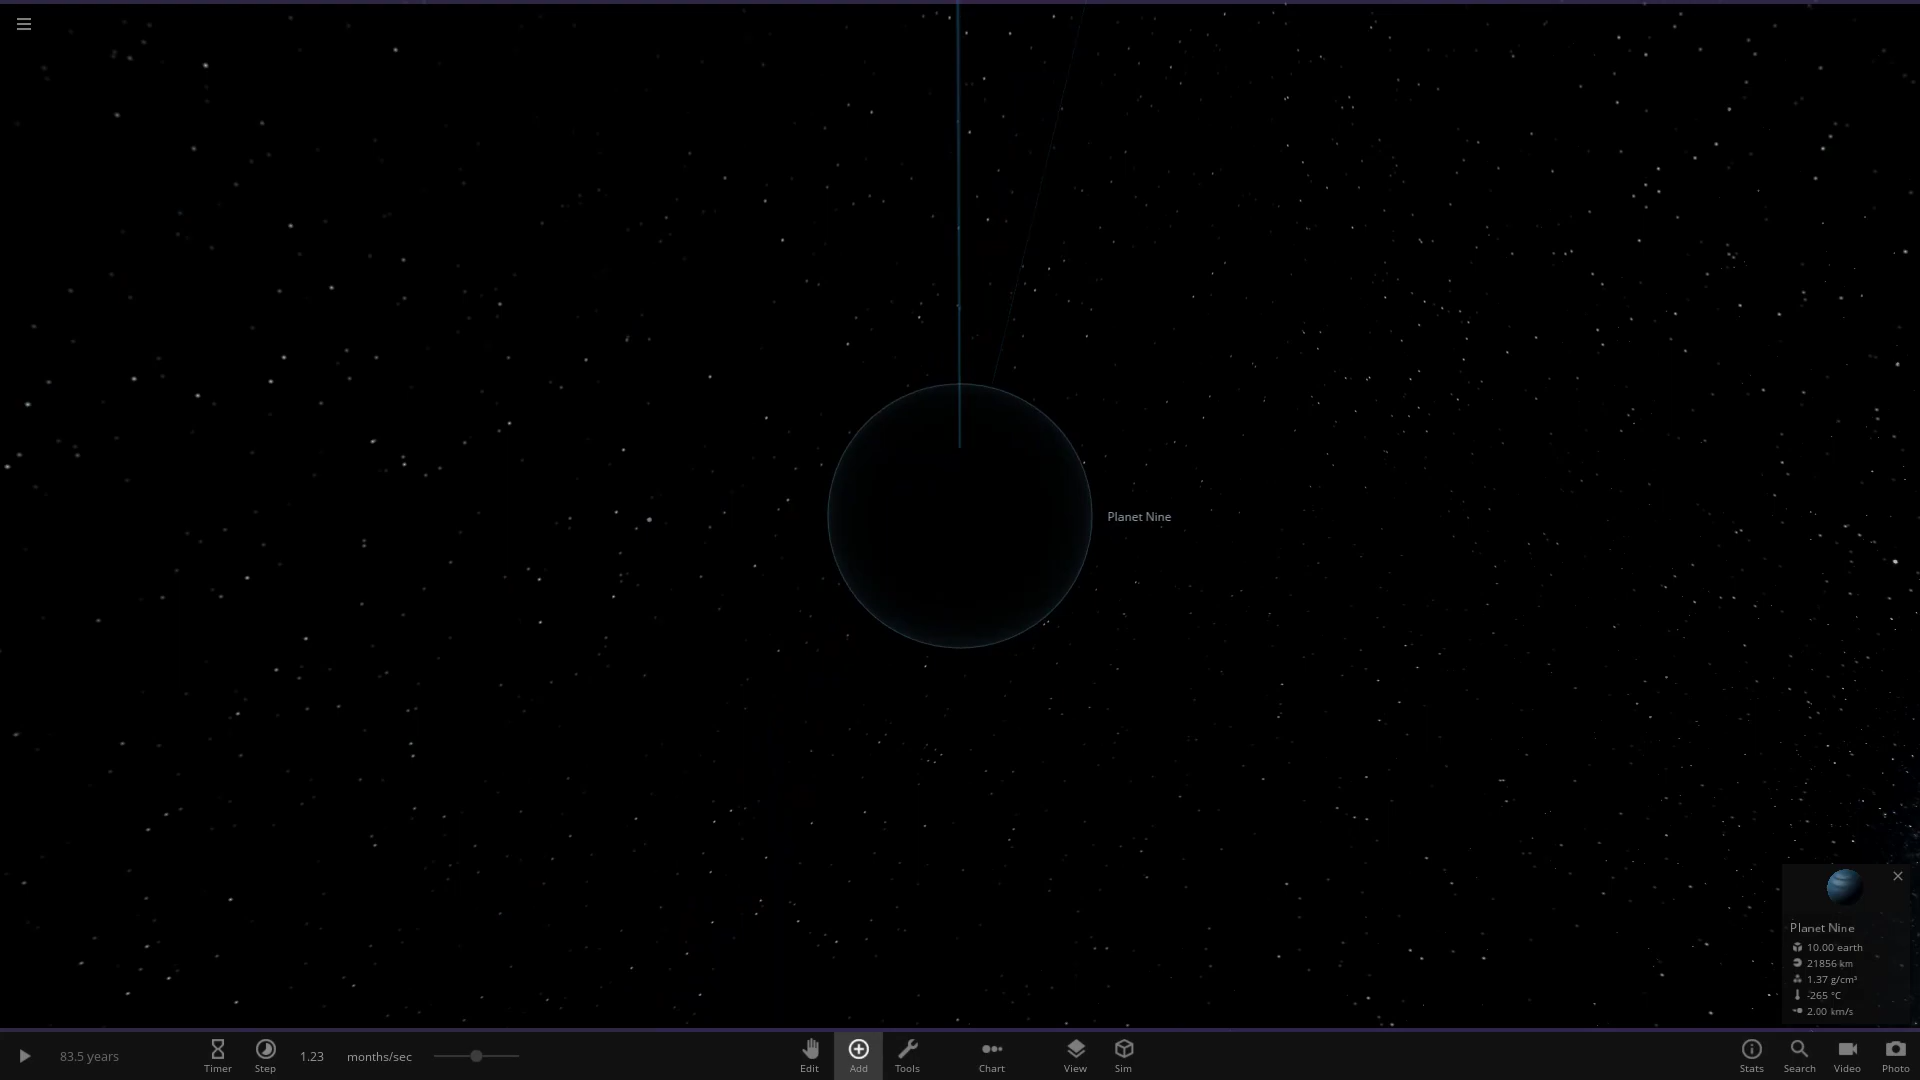 Planet Nine
Planet Nine
10.00 earth
21856 km
1.37 g/cm³
-265 °C
2.00 km/s
83.5 years
Timer
Step
1.23 months/sec
Edit
Add
Tools
Chart
View
Sim
Stats
Search
Video
Photo